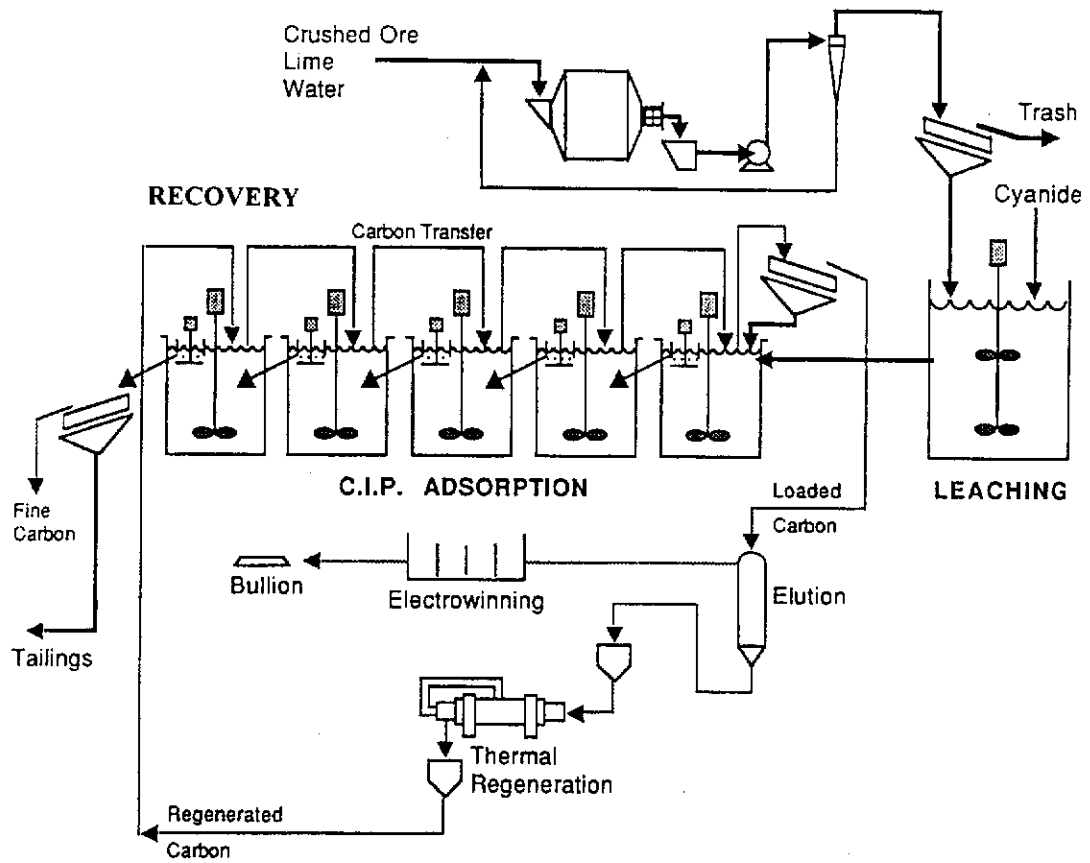 Crushed Ore
Lime
Water
Trash
Cyanide
RECOVERY
Carbon Transfer
C.I.P. ADSORPTION
LEACHING
Fine
Carbon
Loaded
Carbon
Bullion
Electrowinning
Elution
Tailings
Thermal
Regeneration
Regenerated
Carbon